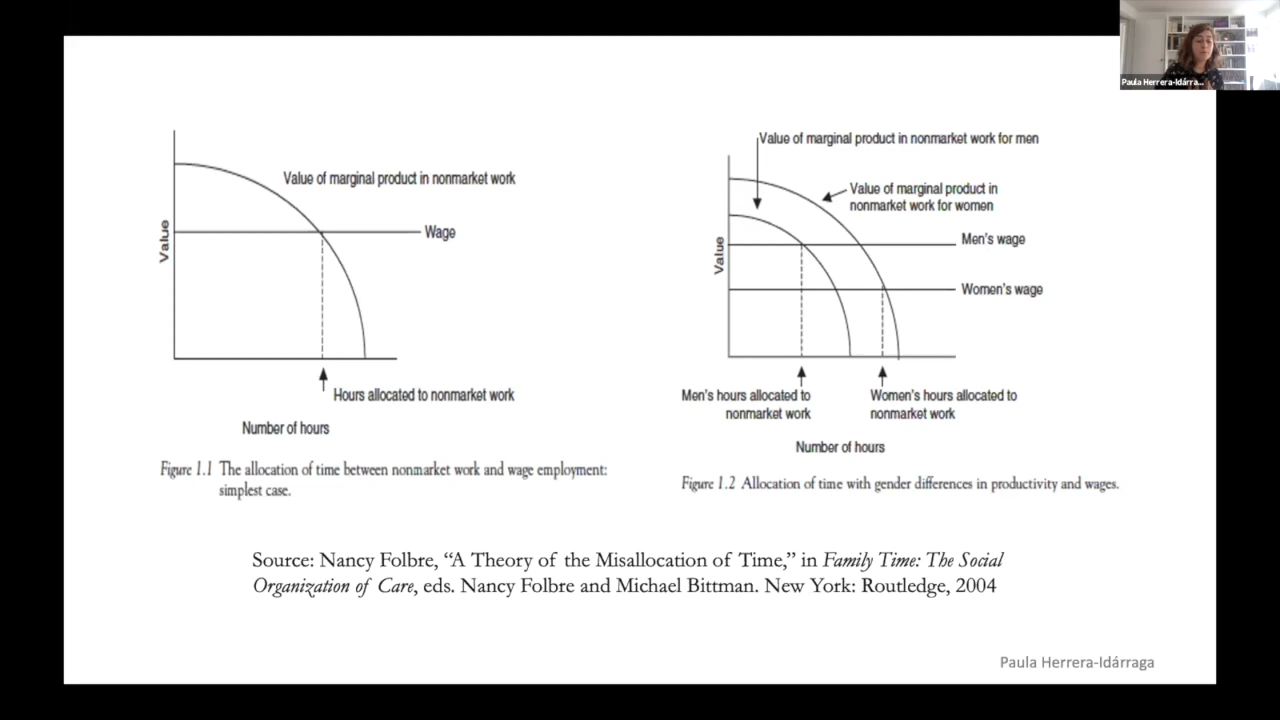 Paula Herrera-Idárra...
Value of marginal product in nonmarket work
Wage
Value
Hours allocated to nonmarket work
Number of hours
Figure 1.1 The allocation of time between nonmarket work and wage employment:
simplest case.
Value of marginal product in nonmarket work for men
Value of marginal product in
nonmarket work for women
Men's wage
Women's wage
Value
Men's hours allocated to
nonmarket work
Women's hours allocated to
nonmarket work
Number of hours
Figure 1.2 Allocation of time with gender differences in productivity and wages.
Source: Nancy Folbre, “A Theory of the Misallocation of Time,” in Family Time: The Social
Organization of Care, eds. Nancy Folbre and Michael Bittman. New York: Routledge, 2004
Paula Herrera-Idárraga